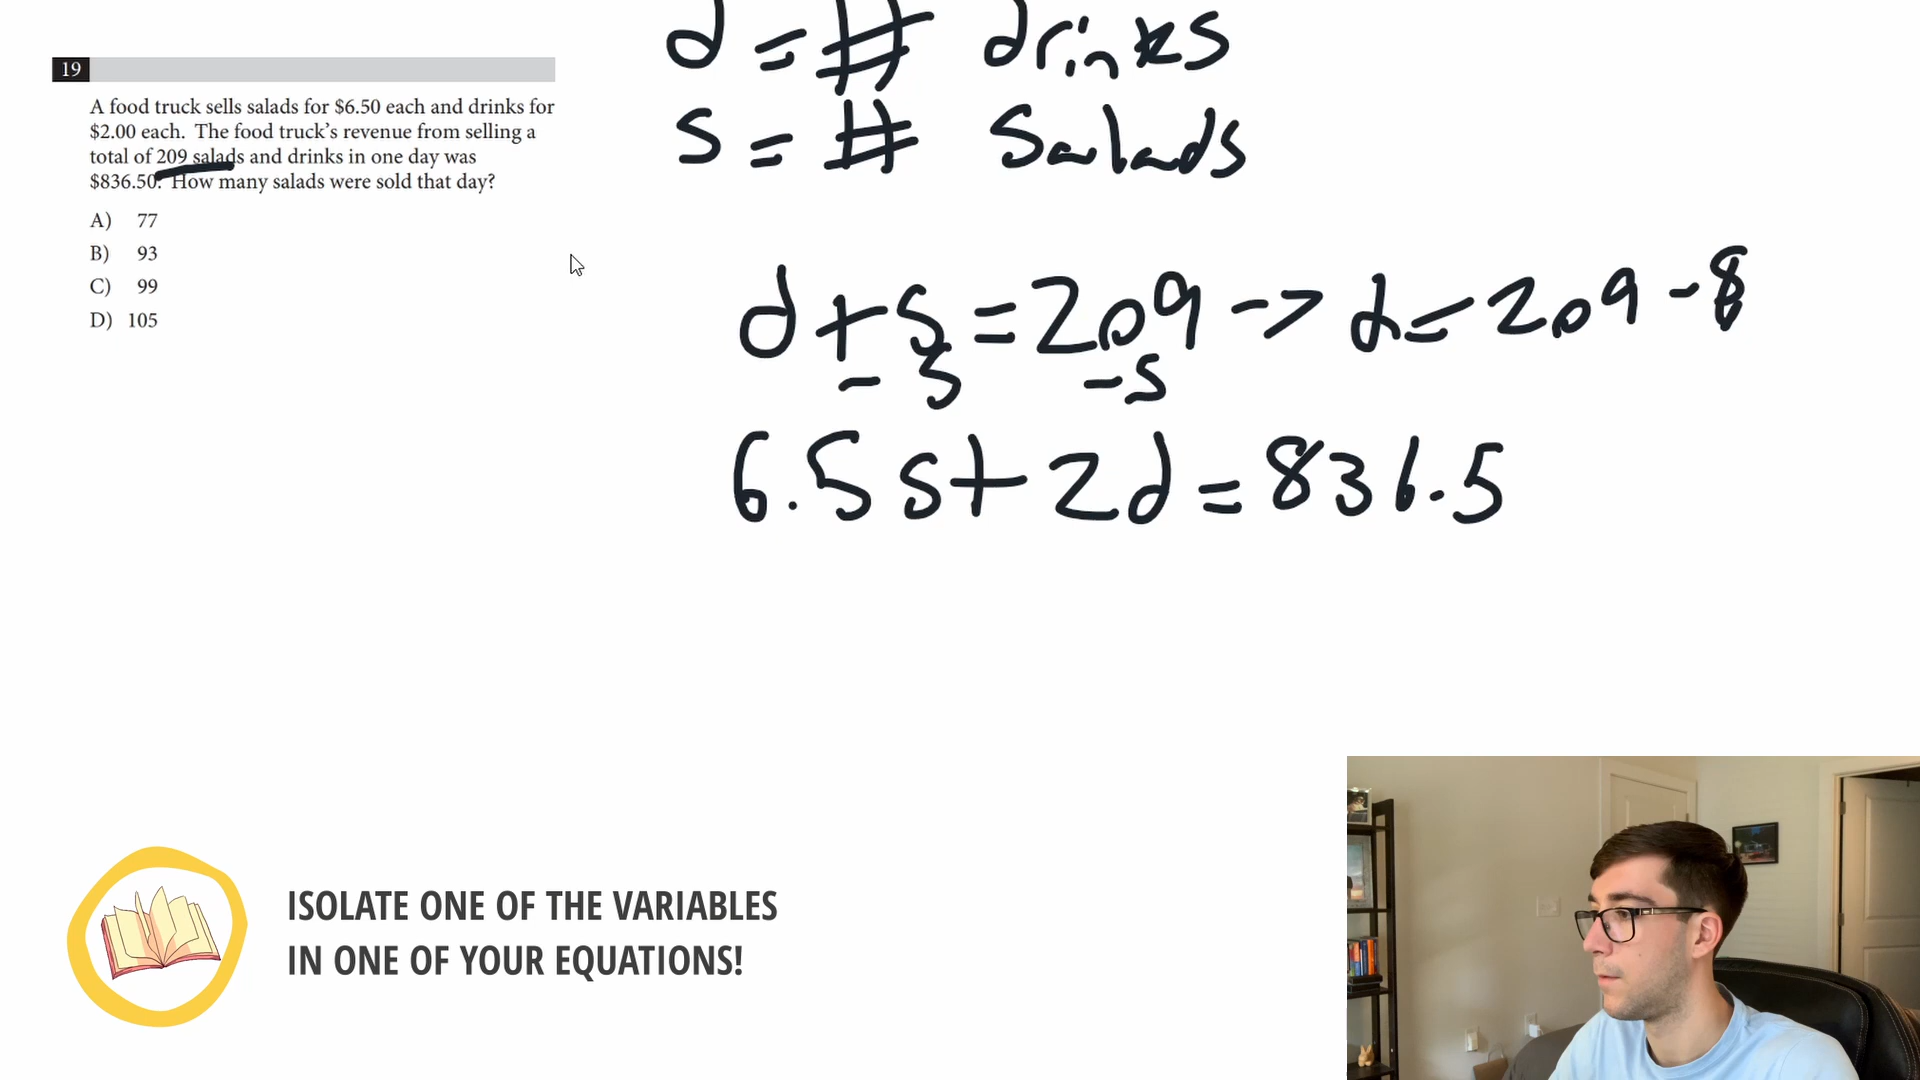 19
A food truck sells salads for $6.50 each and drinks for
$2.00 each. The food truck's revenue from selling a
total of 209 salads and drinks in one day was
$836.50. How many salads were sold that day?
A) 77
B) 93
C) 99
D) 105
d = # drinks
s = # Salads
d + s = 209 -> d = 209 - 8
- s - s
6.5 s + 2d = 836.5
ISOLATE ONE OF THE VARIABLES
IN ONE OF YOUR EQUATIONS!